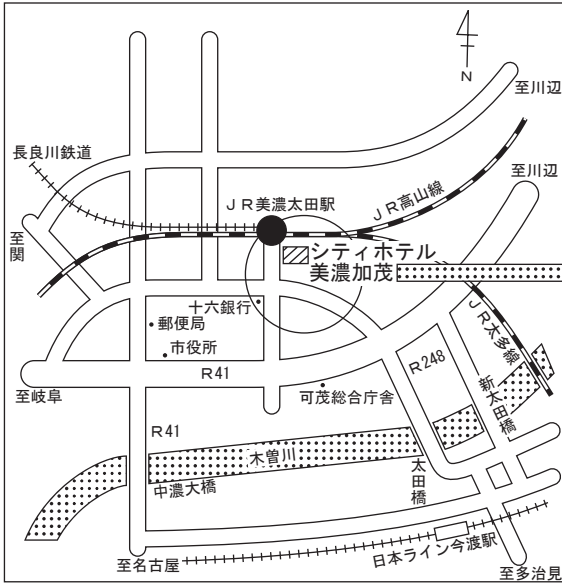 N
至川辺
長良川鉄道
至川辺
JR美濃太田駅
JR高山線
至関
シティホテル
美濃加茂
十六銀行
郵便局
市役所
JR太多線
R41
R248
至岐阜
可茂総合庁舎
新太田橋
R41
木曽川
太田橋
中濃大橋
日本ライン今渡駅
至名古屋
至多治見